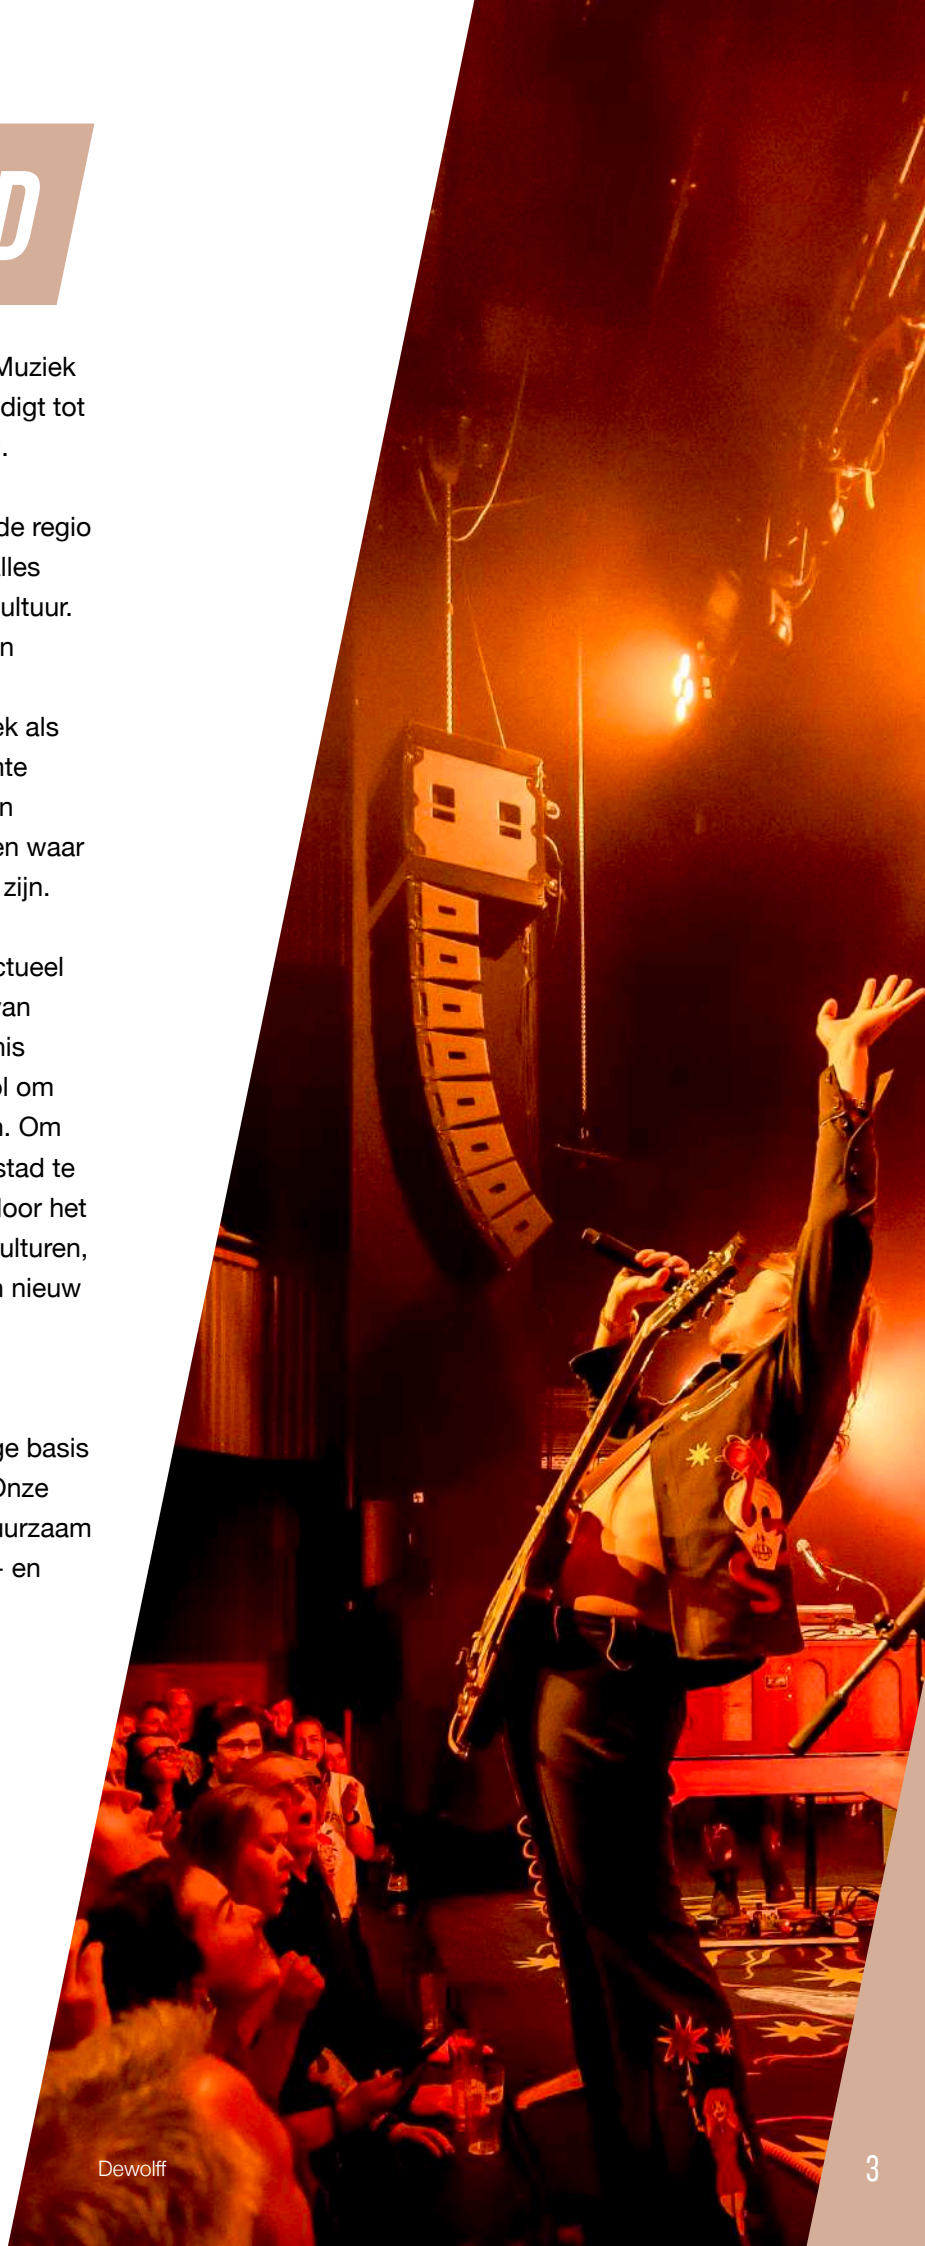 D
Muziek
digt tot
.
de regio
lles
ultuur.
n
ek als
nte
n
en waar
zijn.
ctueel
van
nis
ol om
n. Om
stad te
door het
ulturen,
n nieuw
ge basis
Onze
uurzaam
- en
Dewolff
3